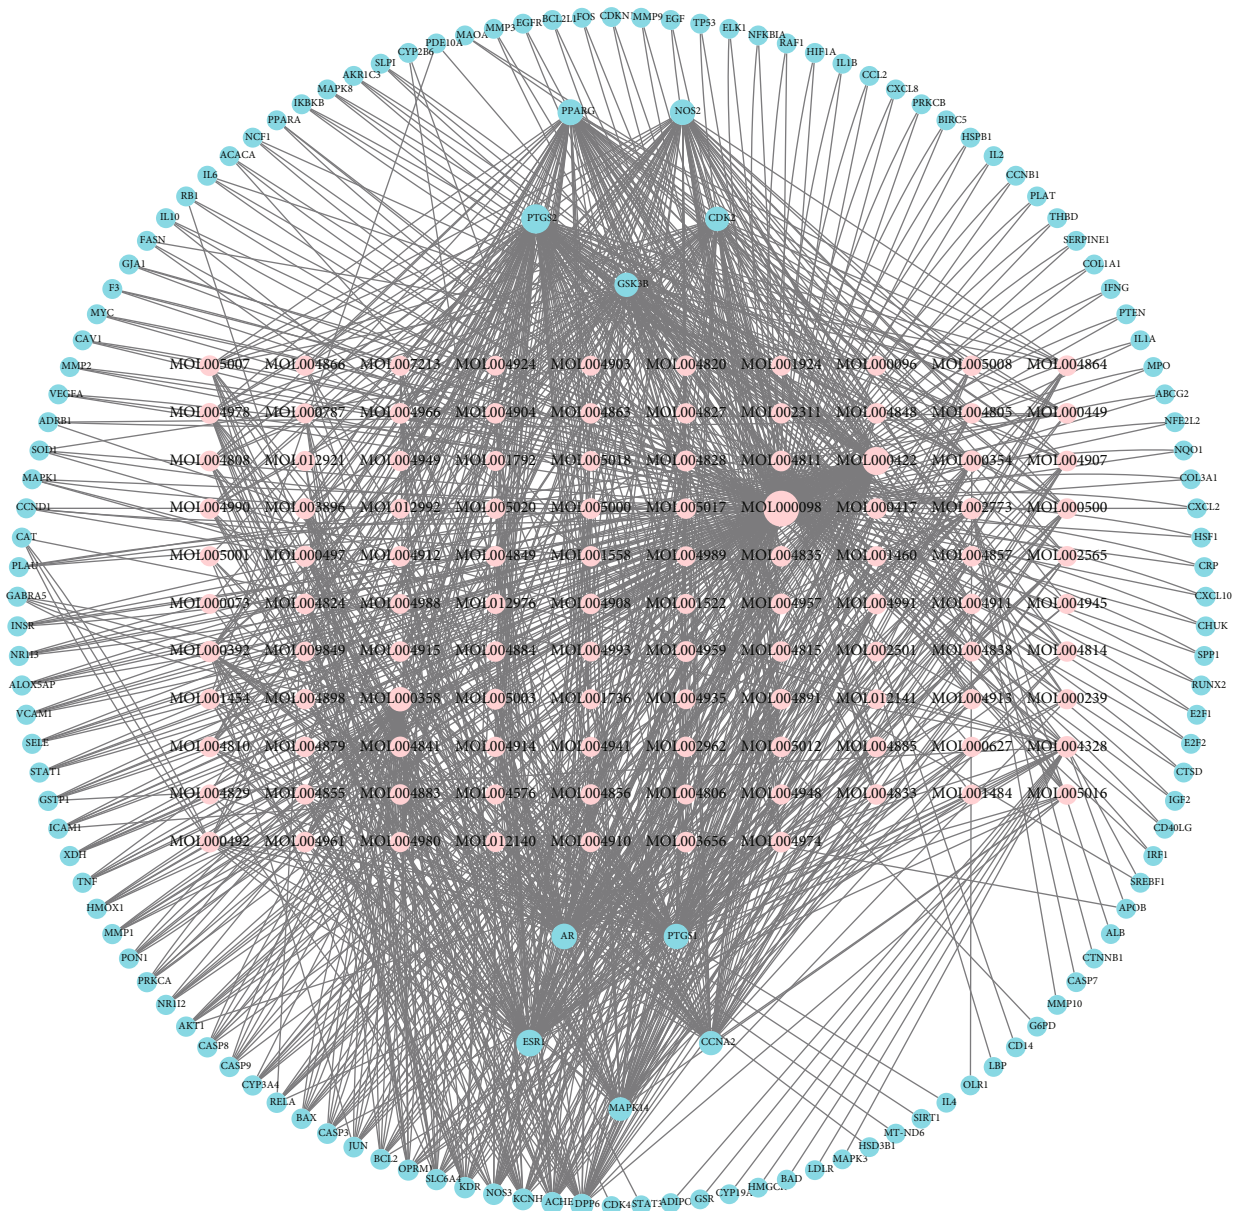 PDE10A
MAOA
MMP3
EGFR
BCL2L1
FOS
CDKN
MMP9
EGF
TP53
ELK1
NFKBIA
RAF1
HIF1A
IL1B
CCL2
CXCL8
PRKCB
BIRC5
HSPB1
IL2
CCNB1
PLAT
THBD
SERPINE1
COL1A1
IFNG
PTEN
IL1A
MPO
ABCG2
NFE2L2
NQO1
COL3A1
CXCL2
HSF1
CRP
CXCL10
CHUK
SPP1
RUNX2
E2F1
E2F2
CTSD
IGF2
CD40LG
IRF1
SREBF1
APOB
ALB
CTNNB1
CASP7
MMP10
G6PD
CD14
LBP
OLR1
IL4
SIRT1
MT-ND6
HSD3B1
MAPK3
LDLR
BAD
HMGC
CYP19A
GSR
ADIPC
STAT3
CDK4
DPP6
ACHE
KCNH
NOS3
KDR
SLC6A4
OPRM1
BCL2
JUN
CASP3
BAX
RELA
CYP3A4
CASP9
CASP8
AKT1
NR1I2
PRKCA
PON1
MMP1
HMOX1
TNF
XDH
ICAM1
GSTP1
STAT1
SELE
VCAM1
ALOX5AP
NR1I3
INSR
GABRA5
PLAU
CAT
CCND1
MAPK1
SOD1
ADRB1
VEGFA
MMP2
CAV1
MYC
F3
GJA1
FASN
IL10
RB1
IL6
ACACA
NCF1
PPARA
IKBKB
MAPK8
AKR1C3
SLPI
CYP2B6
PPARG NOS2
PTGS2 CDK2
GSK3B
MOL005007 MOL004866 MOL007213 MOL004924 MOL004903 MOL004820 MOL001924 MOL000096 MOL005008 MOL004864
MOL004978 MOL000787 MOL004966 MOL004904 MOL004863 MOL004827 MOL002311 MOL004848 MOL004805 MOL000449
MOL004808 MOL012921 MOL004949 MOL001792 MOL005018 MOL004828 MOL004811 MOL000422 MOL000354 MOL004907
MOL004990 MOL003896 MOL012992 MOL005020 MOL005000 MOL005017 MOL000098 MOL000417 MOL002773 MOL000500
MOL005001 MOL000497 MOL004912 MOL004849 MOL001558 MOL004989 MOL004835 MOL001460 MOL004857 MOL002565
MOL000073 MOL004824 MOL004988 MOL012976 MOL004908 MOL001522 MOL004957 MOL004991 MOL004911 MOL004945
MOL000392 MOL009849 MOL004915 MOL004884 MOL004993 MOL004959 MOL004815 MOL002501 MOL004838 MOL004814
MOL001454 MOL004898 MOL000358 MOL005003 MOL001736 MOL004935 MOL004891 MOL012141 MOL004913 MOL000239
MOL004810 MOL004879 MOL004841 MOL004914 MOL004941 MOL002962 MOL005012 MOL004885 MOL000627 MOL004328
MOL004829 MOL004855 MOL004883 MOL004576 MOL004856 MOL004806 MOL004948 MOL004833 MOL001484 MOL005016
MOL000492 MOL004961 MOL004980 MOL012140 MOL004910 MOL003656 MOL004974
AR PTGS1
ESR1 CCNA2
MAPK14